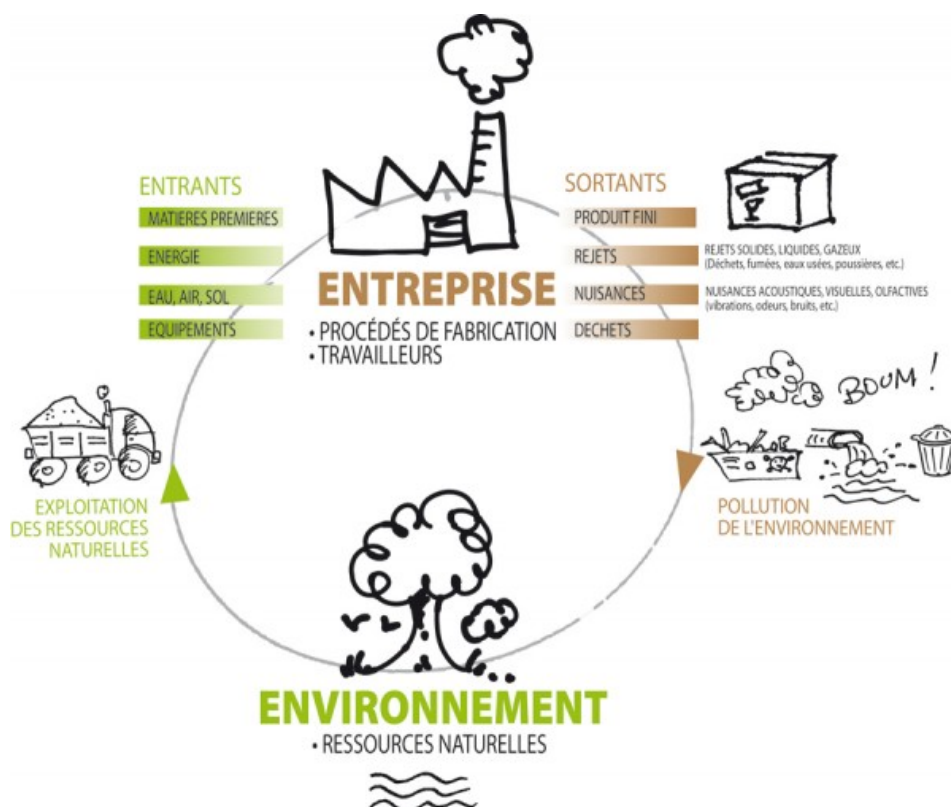 ENTRANTS
MATIERES PREMIERES
ENERGIE
EAU, AIR, SOL
EQUIPEMENTS
ENTREPRISE
• PROCÉDÉS DE FABRICATION
• TRAVAILLEURS
SORTANTS
PRODUIT FINI
REJETS
REJETS SOLIDES, LIQUIDES, GAZEUX
(Déchets, fumées, eaux usées, poussières, etc.)
NUISANCES
NUISANCES ACOUSTIQUES, VISUELLES, OLFACTIVES
(vibrations, odeurs, bruits, etc.)
DECHETS
BOUM !
EXPLOITATION
DES RESSOURCES
NATURELLES
POLLUTION
DE L'ENVIRONNEMENT
ENVIRONNEMENT
• RESSOURCES NATURELLES